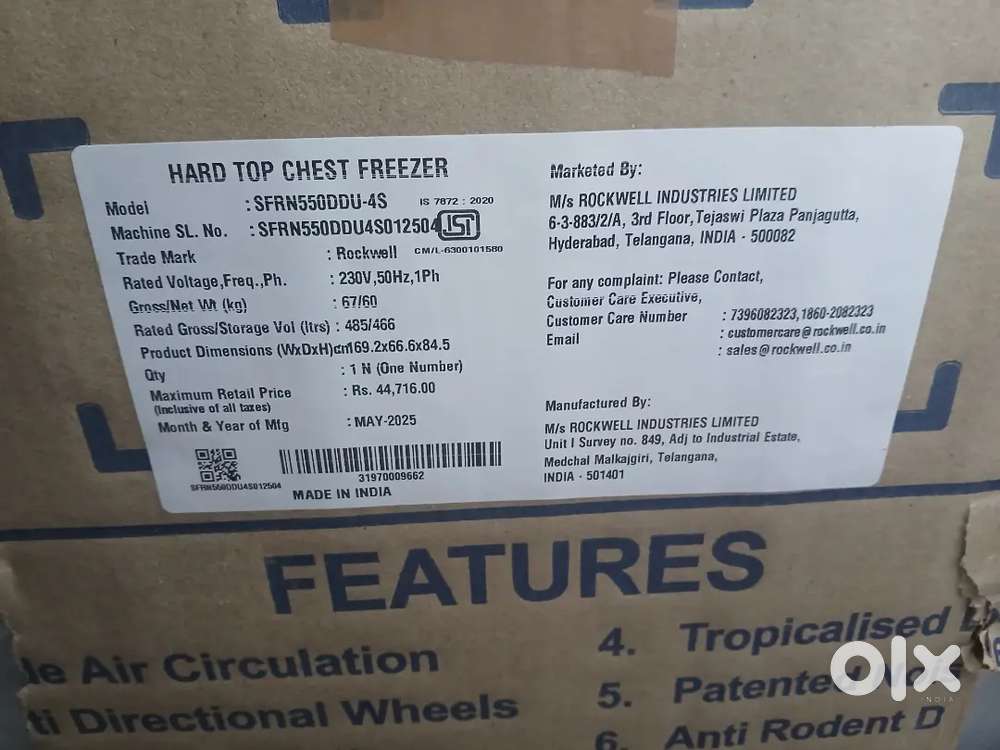 HARD TOP CHEST FREEZER
Model : SFRN550DDU-4S IS 7872 : 2020
Machine SL. No. : SFRN550DDU4S012504 ISI
Trade Mark : Rockwell CM/L-6300101580
Rated Voltage,Freq.,Ph. : 230V,50Hz,1Ph
Gross/Net Wt (kg) : 67/60
Rated Gross/Storage Vol (ltrs) : 485/466
Product Dimensions (WxDxH)cm169.2x66.6x84.5
Qty : 1 N (One Number)
Maximum Retail Price : Rs. 44,716.00
(Inclusive of all taxes)
Month & Year of Mfg : MAY-2025
SFRN550DDU4S012504
31970009662
MADE IN INDIA
Marketed By:
M/s ROCKWELL INDUSTRIES LIMITED
6-3-883/2/A, 3rd Floor,Tejaswi Plaza Panjagutta,
Hyderabad, Telangana, INDIA - 500082
For any complaint: Please Contact,
Customer Care Executive,
Customer Care Number : 7396082323,1860-2082323
Email : customercare@rockwell.co.in
: sales@rockwell.co.in
Manufactured By:
M/s ROCKWELL INDUSTRIES LIMITED
Unit I Survey no. 849, Adj to Industrial Estate,
Medchal Malkajgiri, Telangana,
INDIA - 501401
FEATURES
le Air Circulation
ti Directional Wheels
4. Tropicalised
5. Patented
6. Anti Rodent D
olx
INDIA